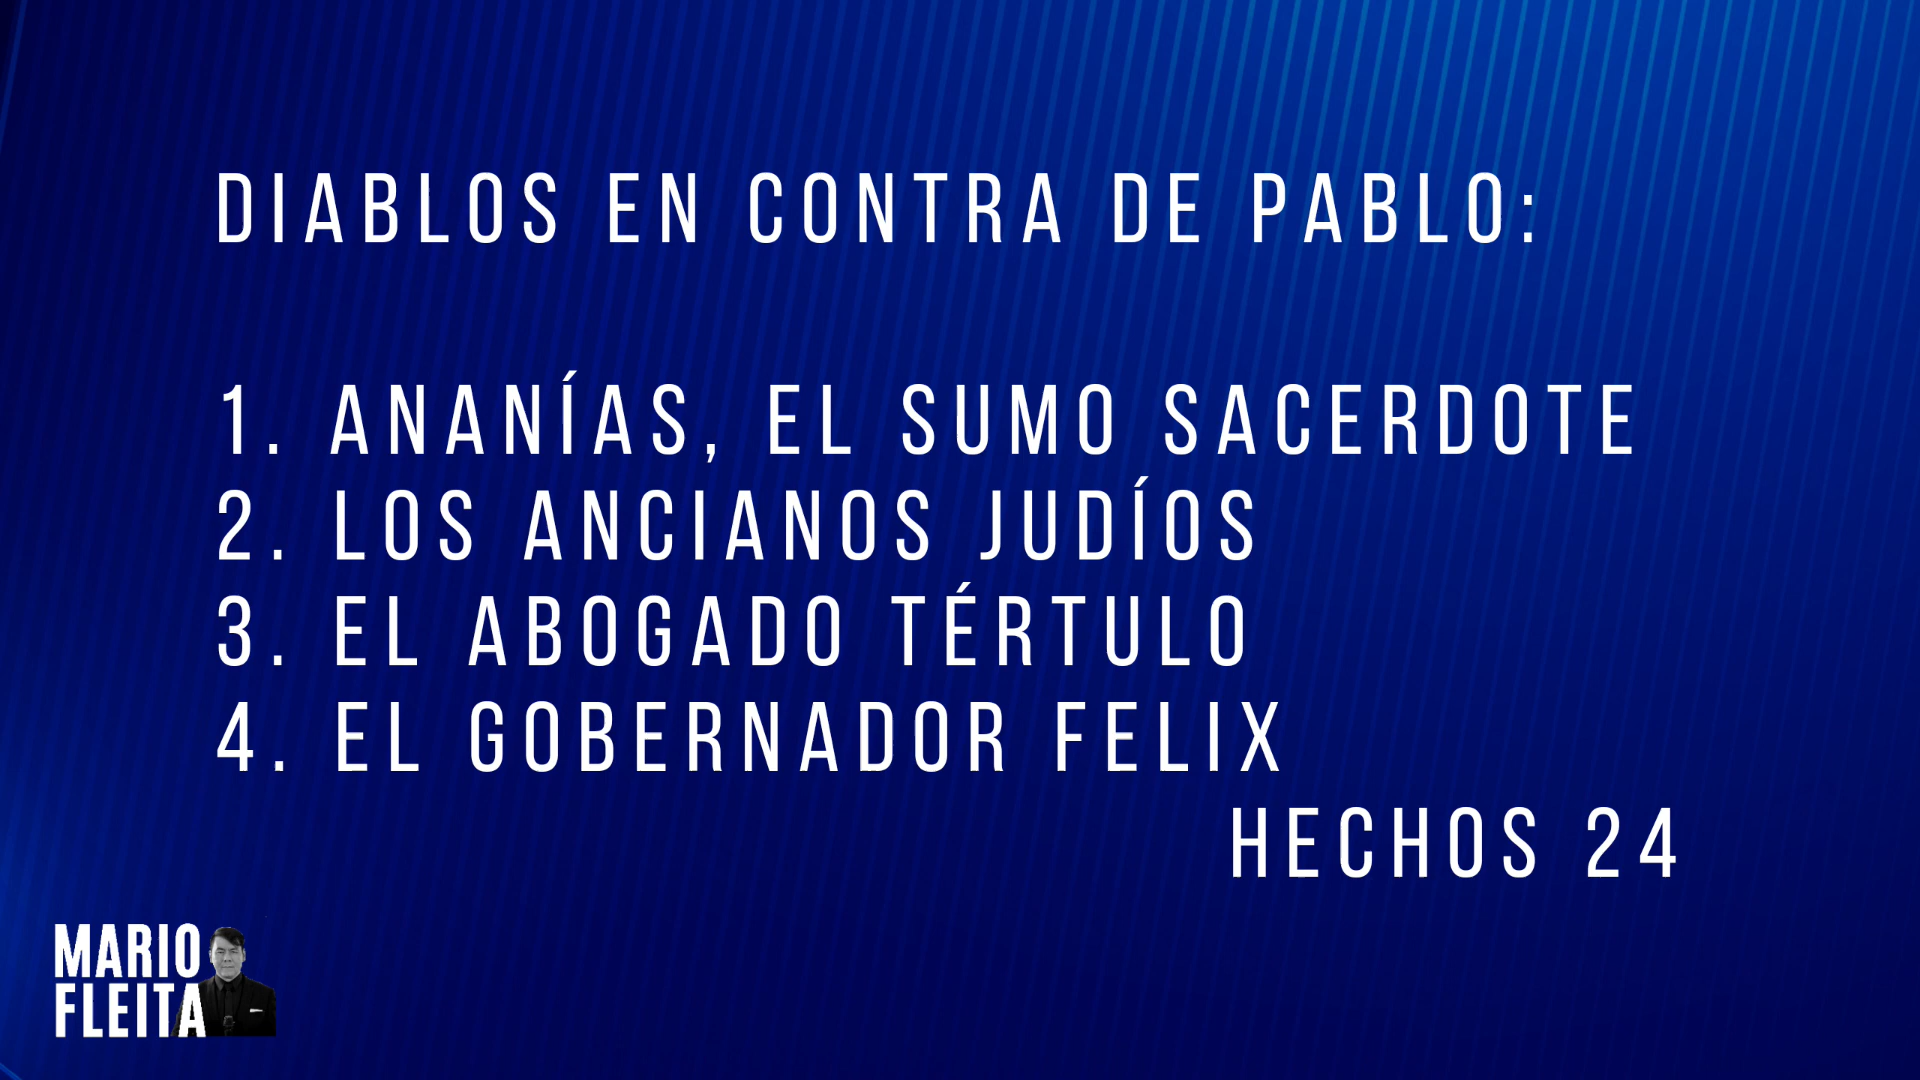 DIABLOS EN CONTRA DE PABLO:
1. ANANÍAS, EL SUMO SACERDOTE
2. LOS ANCIANOS JUDÍOS
3. EL ABOGADO TÉRTULO
4. EL GOBERNADOR FELIX
HECHOS 24
MARIO
FLEITA